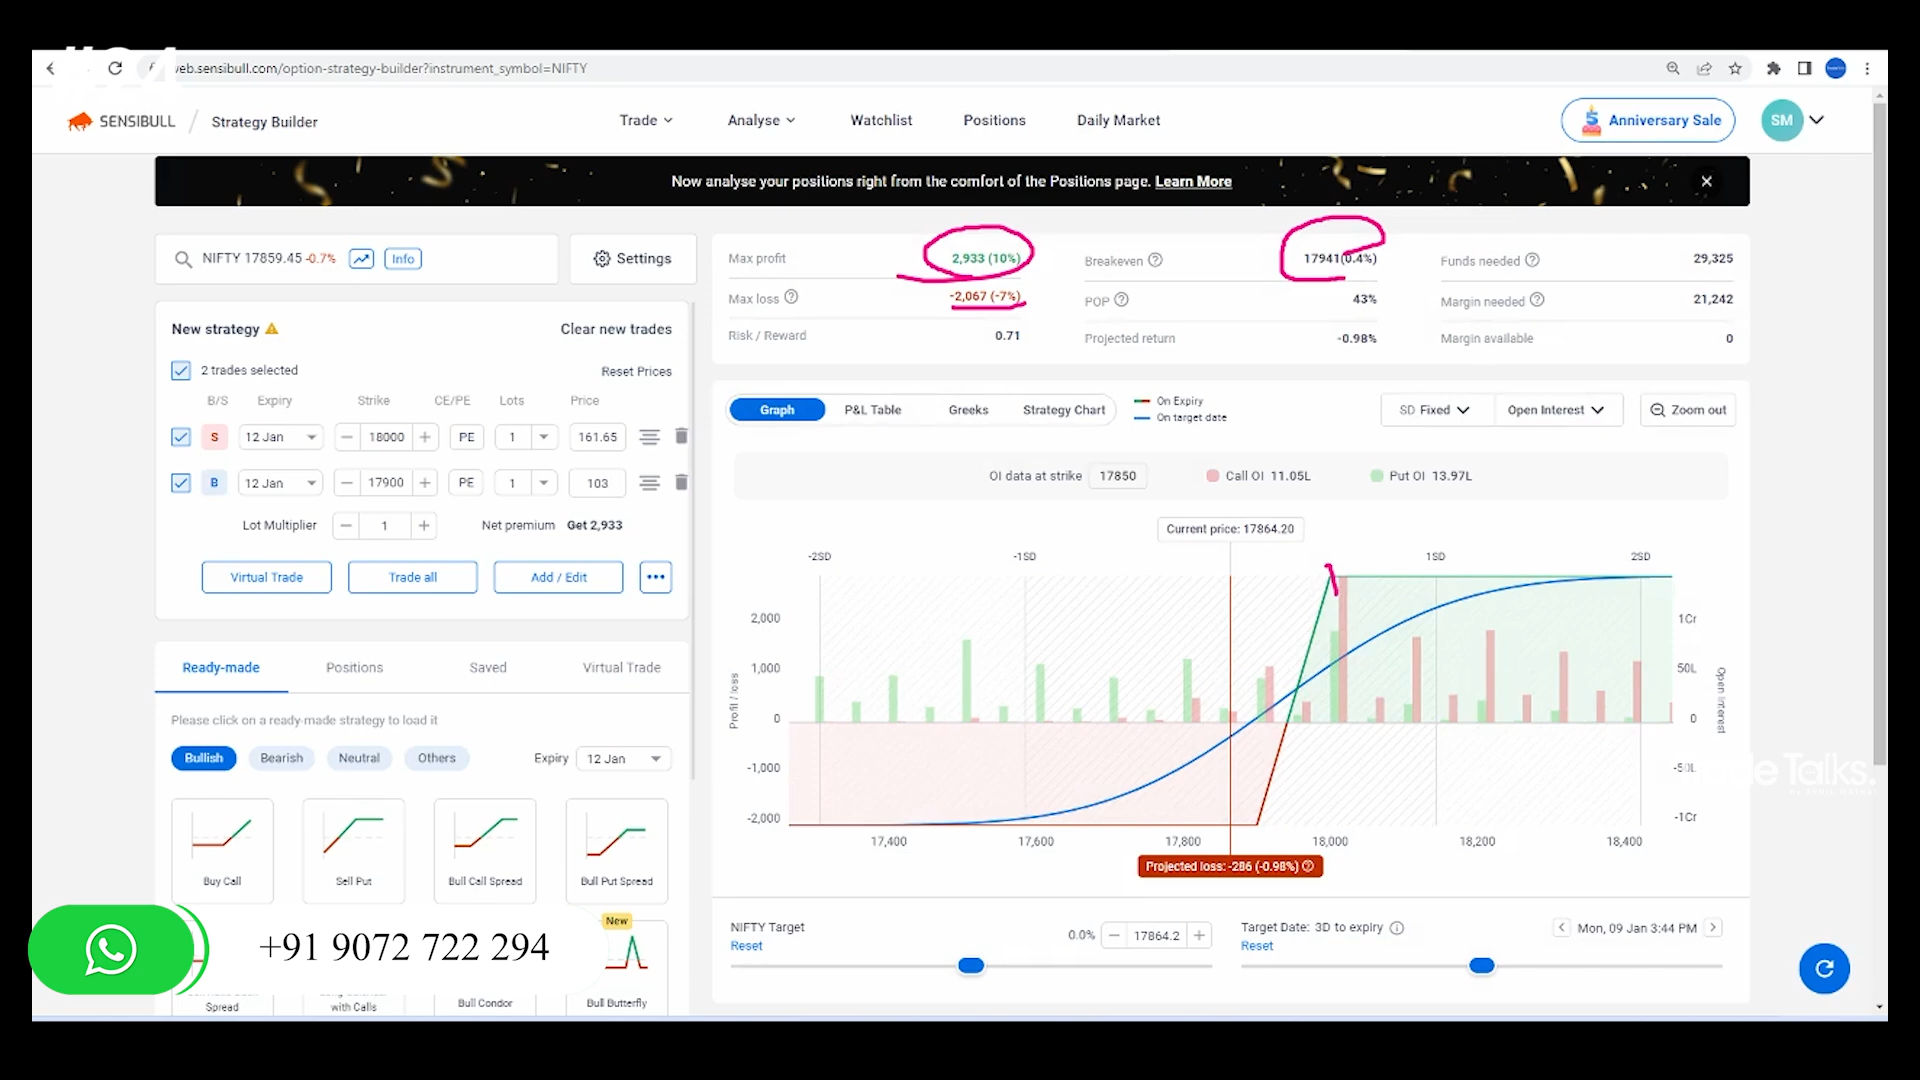 web.sensibull.com/option-strategy-builder?instrument_symbol=NIFTY
SENSIBULL / Strategy Builder
Trade
Analyse
Watchlist
Positions
Daily Market
5 Anniversary Sale
SM
Now analyse your positions right from the comfort of the Positions page. Learn More
NIFTY 17859.45 -0.7% Info
Settings
Max profit 2,933 (10%)
Breakeven 17941(0.4%)
Funds needed 29,325
Max loss -2,067 (-7%)
POP 43%
Margin needed 21,242
Risk / Reward 0.71
Projected return -0.98%
Margin available 0
New strategy
Clear new trades
2 trades selected
Reset Prices
B/S Expiry Strike CE/PE Lots Price
S 12 Jan 18000 PE 1 161.65
B 12 Jan 17900 PE 1 103
Lot Multiplier 1 Net premium Get 2,933
Virtual Trade
Trade all
Add / Edit
Graph
P&L Table
Greeks
Strategy Chart
On Expiry
On target date
SD Fixed
Open Interest
Zoom out
OI data at strike 17850
Call OI 11.05L
Put OI 13.97L
Current price: 17864.20
-2SD -1SD 1SD 2SD
2,000
1,000
0
-1,000
-2,000
Profit / loss
1Cr
50L
0
-50L
-1Cr
Open Interest
17,400 17,600 17,800 18,000 18,200 18,400
Projected loss: -286 (-0.98%)
Ready-made
Positions
Saved
Virtual Trade
Please click on a ready-made strategy to load it
Bullish
Bearish
Neutral
Others
Expiry 12 Jan
Buy Call
Sell Put
Bull Call Spread
Bull Put Spread
New
Spread
with Calls
Bull Condor
Bull Butterfly
+91 9072 722 294
NIFTY Target
Reset
0.0% 17864.2
Target Date: 3D to expiry
Reset
Mon, 09 Jan 3:44 PM
Talks.